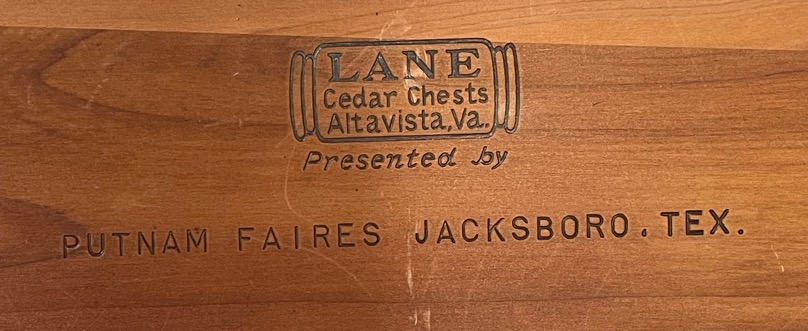 LANE
Cedar Chests
Altavista,Va.
Presented by
PUTNAM FAIRES JACKSBORO. TEX.